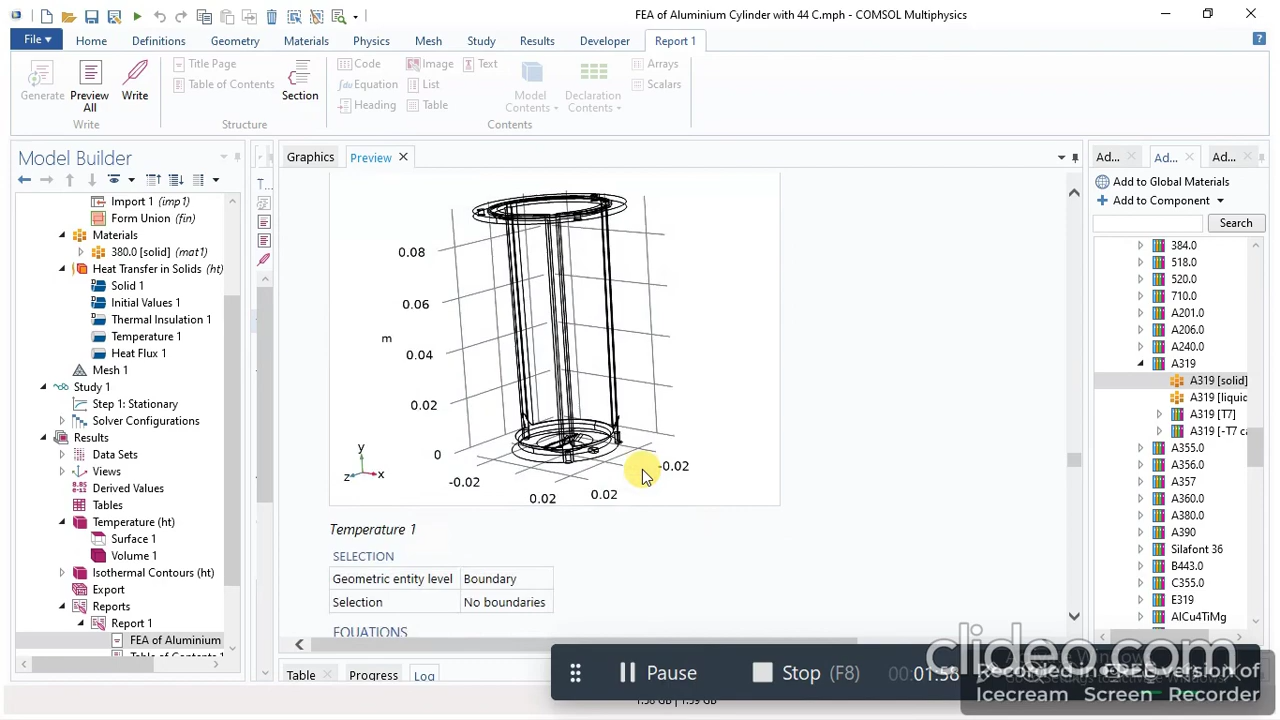 FEA of Aluminium Cylinder with 44 C.mph - COMSOL Multiphysics
File Home Definitions Geometry Materials Physics Mesh Study Results Developer Report 1
Generate Preview All Write
Write
Title Page
Table of Contents
Section
Structure
Code Image Text
Equation List
Heading Table
Model Contents
Declaration Contents
Arrays
Scalars
Contents
Model Builder
Import 1 (imp1)
Form Union (fin)
Materials
380.0 [solid] (mat1)
Heat Transfer in Solids (ht)
Solid 1
Initial Values 1
Thermal Insulation 1
Temperature 1
Heat Flux 1
Mesh 1
Study 1
Step 1: Stationary
Solver Configurations
Results
Data Sets
Views
Derived Values
Tables
Temperature (ht)
Surface 1
Volume 1
Isothermal Contours (ht)
Export
Reports
Report 1
FEA of Aluminium
T...
Graphics Preview
0.08
0.06
m
0.04
0.02
0
-0.02
0.02
0.02
-0.02
y
z x
Temperature 1
SELECTION
Geometric entity level Boundary
Selection No boundaries
EQUATIONS
Table Progress Log
Ad... Ad... Ad...
Add to Global Materials
Add to Component
Search
384.0
518.0
520.0
710.0
A201.0
A206.0
A240.0
A319
A319 [solid]
A319 [liquid
A319 [T7]
A319 [-T7 ca
A355.0
A356.0
A357
A360.0
A380.0
A390
Silafont 36
B443.0
C355.0
E319
AlCu4TiMg
Pause Stop (F8) 00:01:58
clideo.com
Recorded in FREE version of
Icecream Screen Recorder